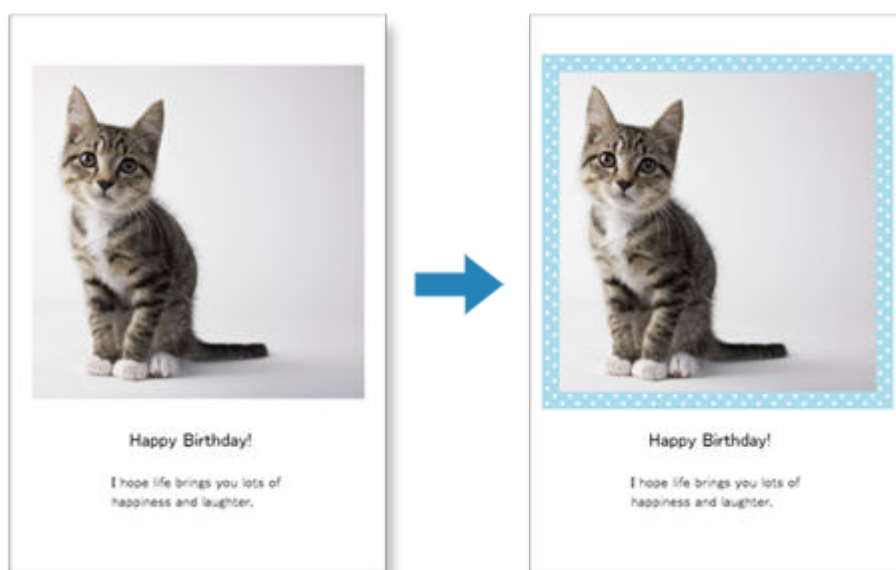 Happy Birthday!
I hope life brings you lots of
happiness and laughter.
Happy Birthday!
I hope life brings you lots of
happiness and laughter.